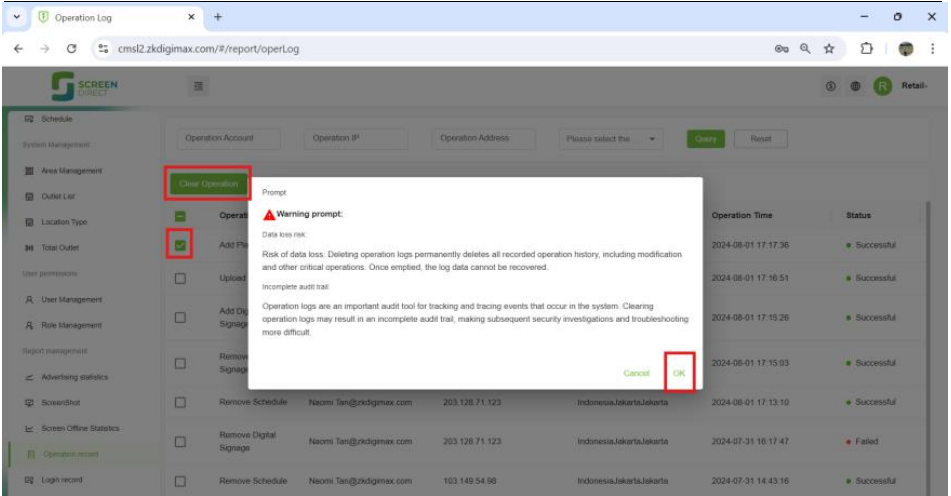 Operation Log
cmsl2.zkdigimax.com/#/report/operLog
SCREEN
DIRECT
R
Retail-
Schedule
System Management
Area Management
Outlet List
Location Type
Total Outlet
User permissions
User Management
Role Management
Report management
Advertising statistics
ScreenShot
Screen Offline Statistics
Operation record
Login record
Operation Account
Operation IP
Operation Address
Please select the ...
Query
Reset
Clear Operation
Operati
Operation Time
Status
Add Pla
2024-08-01 17:17:36
Successful
Upload
2024-08-01 17:16:51
Successful
Add Dig
Signage
2024-08-01 17:15:26
Successful
Remove
Signage
2024-08-01 17:15:03
Successful
Remove Schedule
Naomi Tan@zkdigimax.com
203.128.71.123
IndonesiaJakartaJakarta
2024-08-01 17:13:10
Successful
Remove Digital
Signage
Naomi Tan@zkdigimax.com
203.128.71.123
IndonesiaJakartaJakarta
2024-07-31 16:17:47
Failed
Remove Schedule
Naomi Tan@zkdigimax.com
103.149.54.98
IndonesiaJakartaJakarta
2024-07-31 14:43:16
Successful
Prompt
Warning prompt:
Data loss risk
Risk of data loss: Deleting operation logs permanently deletes all recorded operation history, including modification
and other critical operations. Once emptied, the log data cannot be recovered.
Incomplete audit trail
Operation logs are an important audit tool for tracking and tracing events that occur in the system. Clearing
operation logs may result in an incomplete audit trail, making subsequent security investigations and troubleshooting
more difficult.
Cancel
OK